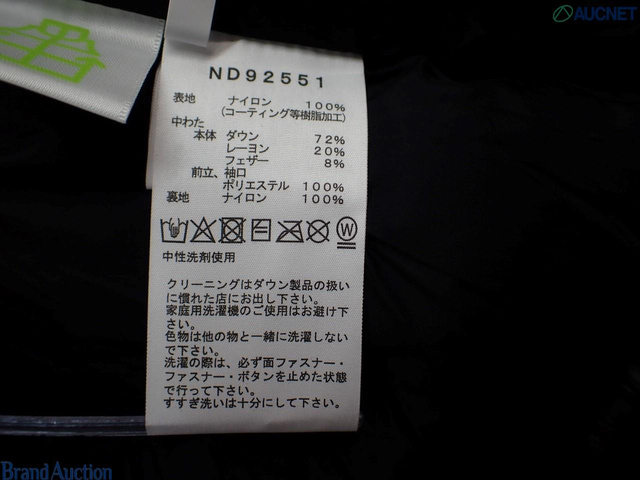 AUCNET
ND92551
表地 ナイロン 100%
(コーティング等樹脂加工)
中わた
本体 ダウン 72%
レーヨン 20%
フェザー 8%
前立、袖口
ポリエステル 100%
裏地 ナイロン 100%
W
中性洗剤使用
クリーニングはダウン製品の扱い
に慣れた店にお出し下さい。
家庭用洗濯機のご使用はお避け下
さい。
色物は他の物と一緒に洗濯しない
で下さい。
洗濯の際は、必ず面ファスナー・
ファスナー・ボタンを止めた状態
で行って下さい。
すすぎ洗いは十分にして下さい。
Brand Auction